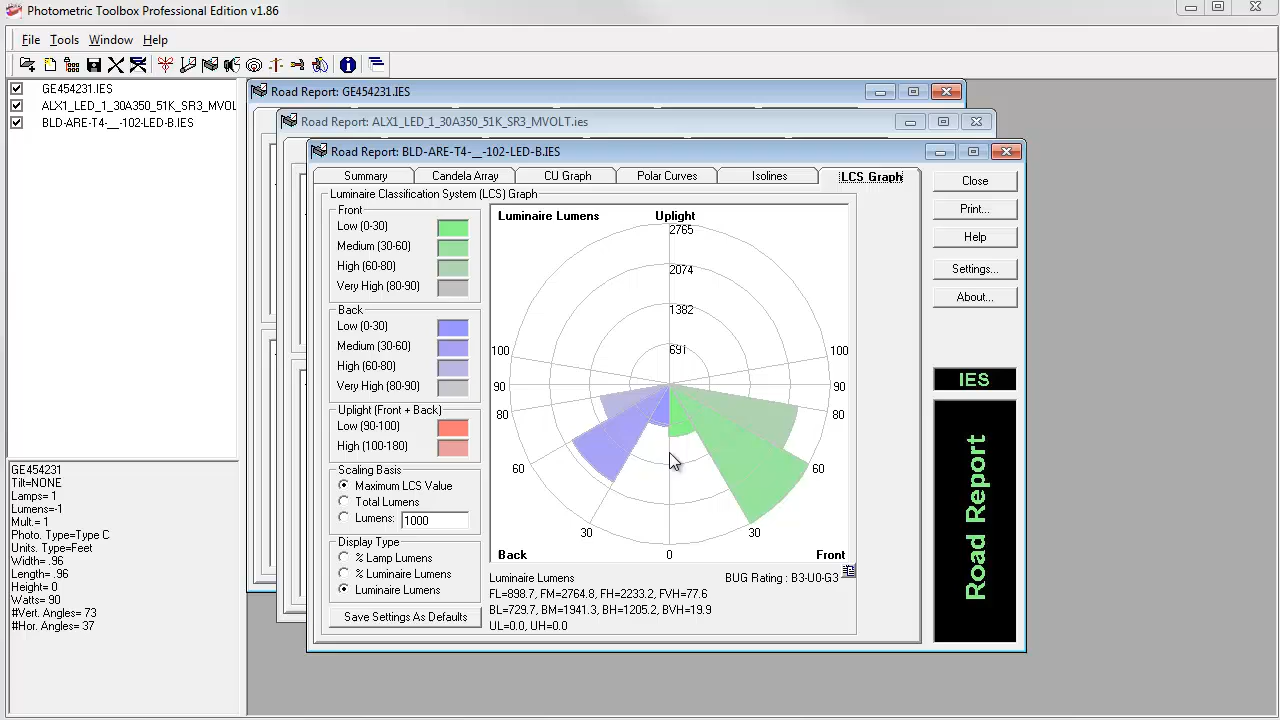 Photometric Toolbox Professional Edition v1.86
File Tools Window Help
GE454231.IES
ALX1_LED_1_30A350_51K_SR3_MVOL
BLD-ARE-T4-__-102-LED-B.IES
GE454231
Tilt=NONE
Lamps= 1
Lumens=-1
Mult.= 1
Photo. Type=Type C
Units. Type=Feet
Width= .96
Length= .96
Height= 0
Watts= 90
#Vert. Angles= 73
#Hor. Angles= 37
Road Report: GE454231.IES
Road Report: ALX1_LED_1_30A350_51K_SR3_MVOLT.ies
Road Report: BLD-ARE-T4-__-102-LED-B.IES
Summary Candela Array CU Graph Polar Curves Isolines LCS Graph
Luminaire Classification System (LCS) Graph
Front
Low (0-30)
Medium (30-60)
High (60-80)
Very High (80-90)
Back
Low (0-30)
Medium (30-60)
High (60-80)
Very High (80-90)
Uplight (Front + Back)
Low (90-100)
High (100-180)
Scaling Basis
Maximum LCS Value
Total Lumens
Lumens: 1000
Display Type
% Lamp Lumens
% Luminaire Lumens
Luminaire Lumens
Save Settings As Defaults
Luminaire Lumens Uplight
2765
2074
1382
691
100 100
90 90
80 80
60 60
30 30
0
Back Front
Luminaire Lumens BUG Rating : B3-U0-G3
FL=898.7, FM=2764.8, FH=2233.2, FVH=77.6
BL=729.7, BM=1941.3, BH=1205.2, BVH=19.9
UL=0.0, UH=0.0
Close
Print...
Help
Settings...
About...
IES
Road Report